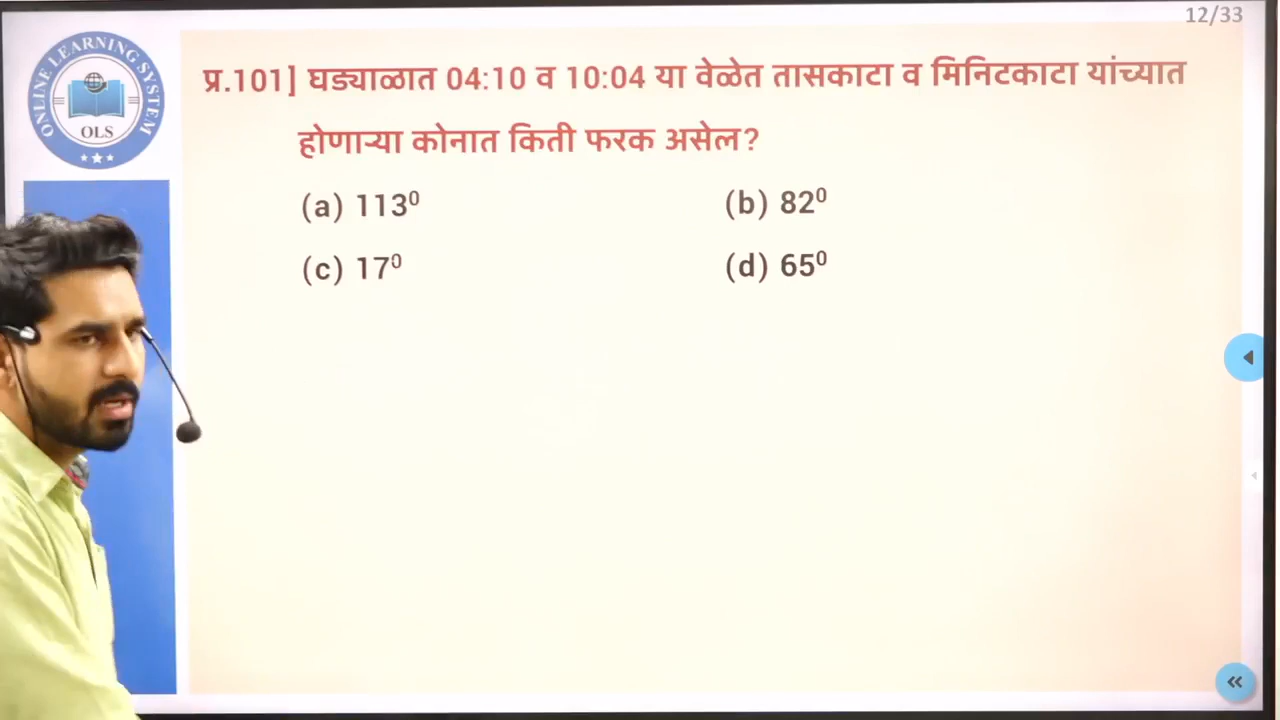 12/33
ONLINE LEARNING SYSTEM
OLS
प्र.101] घड्याळात 04:10 व 10:04 या वेळेत तासकाटा व मिनिटकाटा यांच्यात
होणाऱ्या कोनात किती फरक असेल?
(a) 113⁰ (b) 82⁰
(c) 17⁰ (d) 65⁰